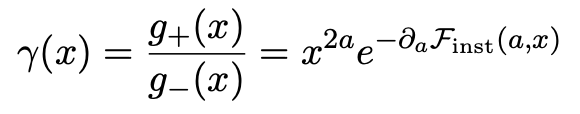 γ(x) = g₊(x) / g₋(x) = x^{2a} e^{−∂_a 𝓕_inst(a,x)}